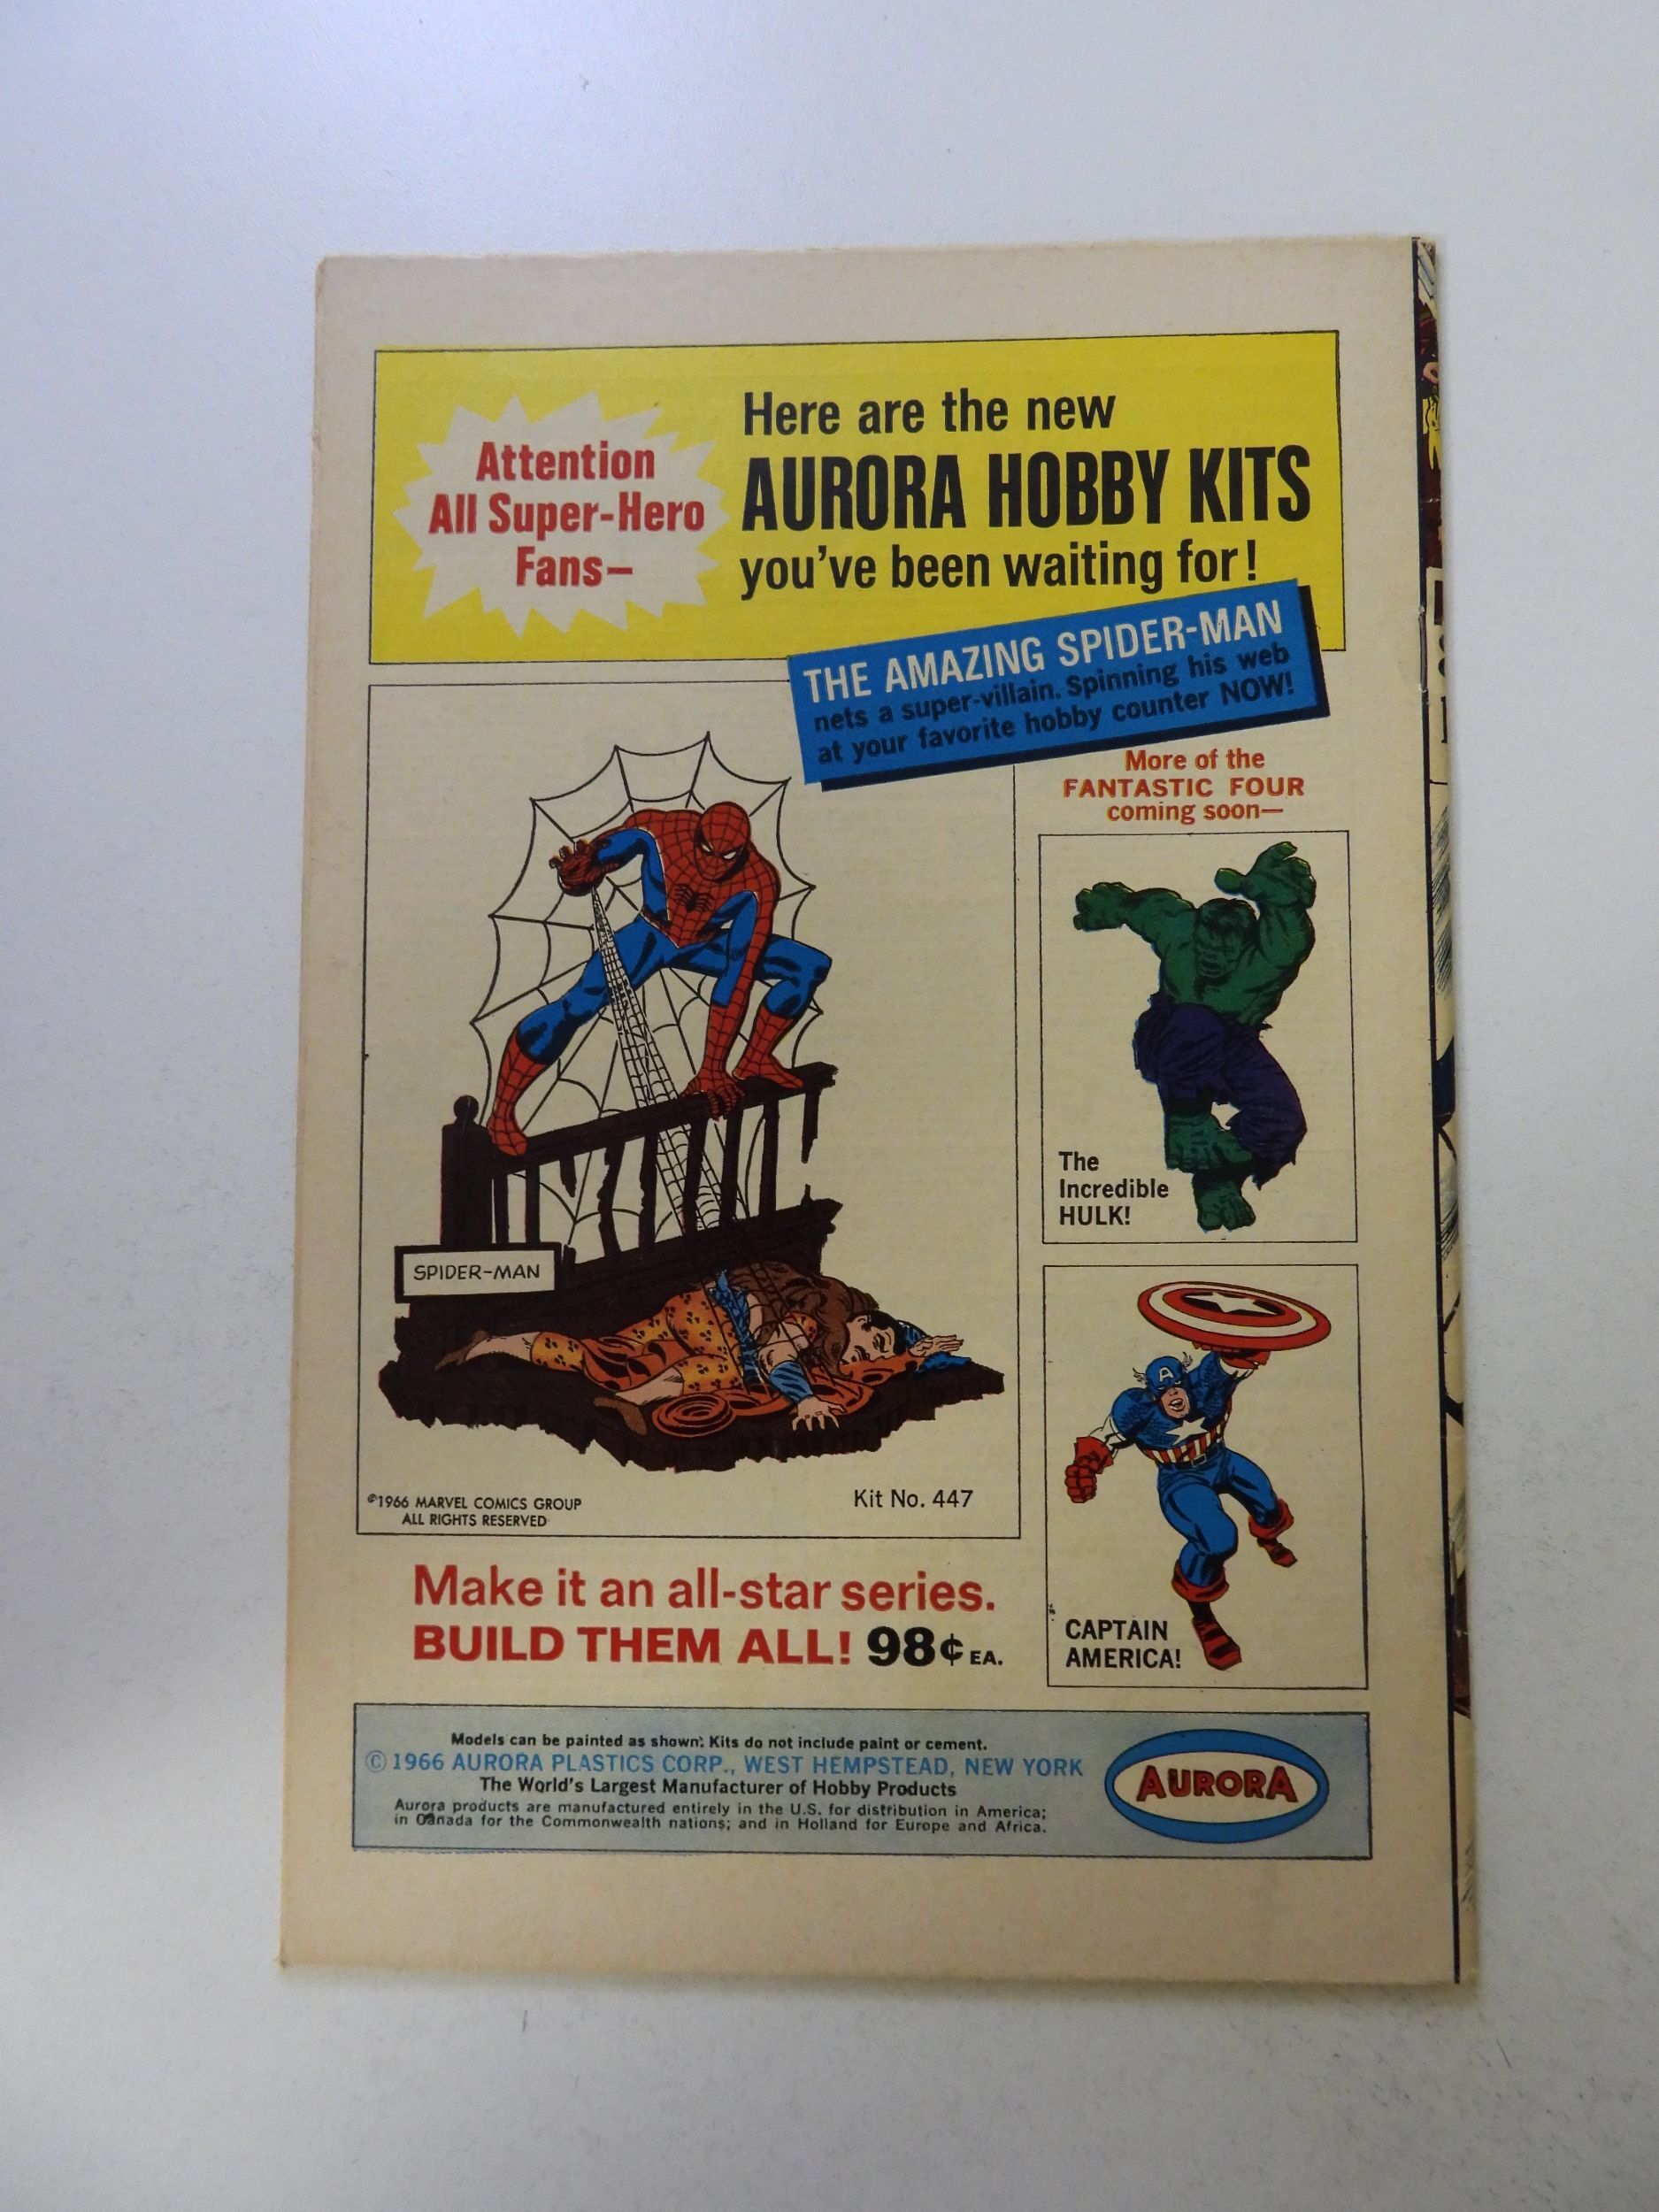 Attention
All Super-Hero
Fans—
Here are the new
AURORA HOBBY KITS
you've been waiting for!
THE AMAZING SPIDER-MAN
nets a super-villain. Spinning his web
at your favorite hobby counter NOW!
More of the
FANTASTIC FOUR
coming soon—
The
Incredible
HULK!
SPIDER-MAN
©1966 MARVEL COMICS GROUP
ALL RIGHTS RESERVED
Kit No. 447
A
CAPTAIN
AMERICA!
Make it an all-star series.
BUILD THEM ALL! 98¢ EA.
Models can be painted as shown. Kits do not include paint or cement.
© 1966 AURORA PLASTICS CORP., WEST HEMPSTEAD, NEW YORK
The World's Largest Manufacturer of Hobby Products
Aurora products are manufactured entirely in the U.S. for distribution in America;
in Canada for the Commonwealth nations; and in Holland for Europe and Africa.
AURORA